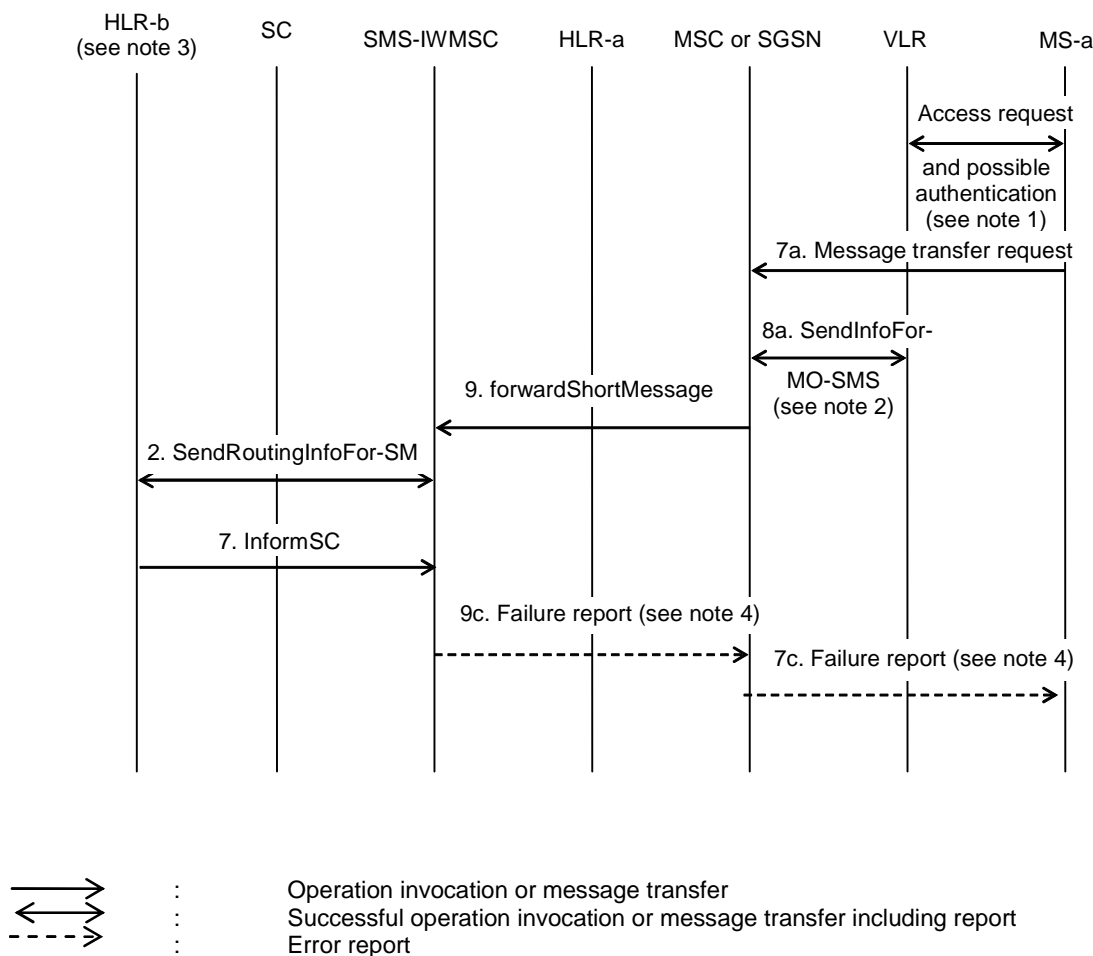 HLR-b
(see note 3)
SC
SMS-IWMSC
HLR-a
MSC or SGSN
VLR
MS-a
Access request
and possible
authentication
(see note 1)
7a. Message transfer request
8a. SendInfoFor-
MO-SMS
(see note 2)
9. forwardShortMessage
2. SendRoutingInfoFor-SM
7. InformSC
9c. Failure report (see note 4)
7c. Failure report (see note 4)
: Operation invocation or message transfer
: Successful operation invocation or message transfer including report
: Error report